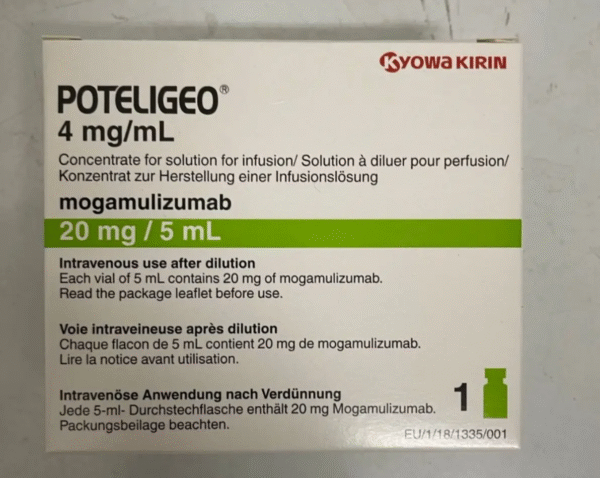 KYOWA KIRIN
POTELIGEO®
4 mg/mL
Concentrate for solution for infusion/ Solution à diluer pour perfusion/
Konzentrat zur Herstellung einer Infusionslösung
mogamulizumab
20 mg / 5 mL
Intravenous use after dilution
Each vial of 5 mL contains 20 mg of mogamulizumab.
Read the package leaflet before use.
Voie intraveineuse après dilution
Chaque flacon de 5 mL contient 20 mg de mogamulizumab.
Lire la notice avant utilisation.
Intravenöse Anwendung nach Verdünnung
Jede 5-ml- Durchstechflasche enthält 20 mg Mogamulizumab.
Packungsbeilage beachten.
1
EU/1/18/1335/001